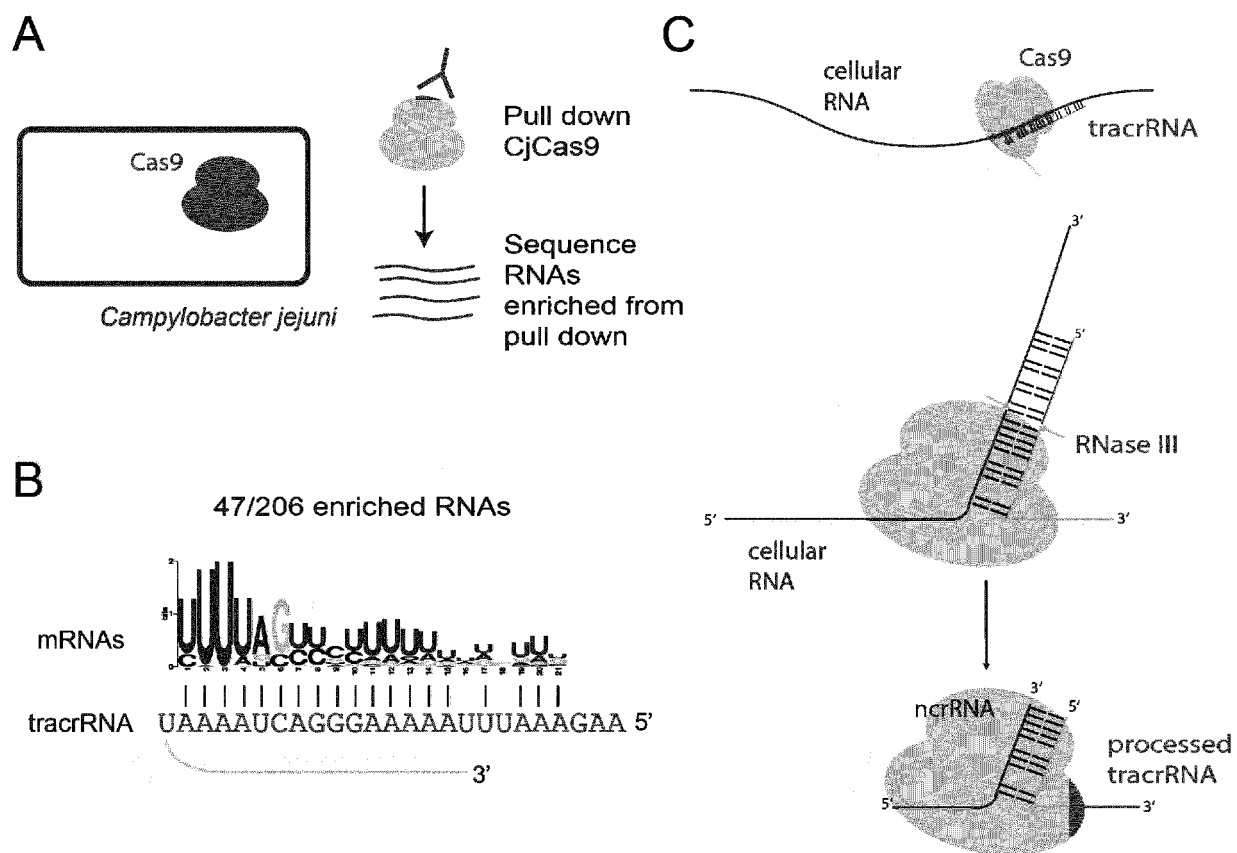 A
Cas9
Campylobacter jejuni
Pull down
CjCas9
Sequence
RNAs
enriched from
pull down
B
47/206 enriched RNAs
mRNAs
tracrRNA
UAAAAUCAGGGAAAAAUUUAAAGAA 5'
3'
C
cellular
RNA
Cas9
tracrRNA
3'
5'
RNase III
5'
3'
cellular
RNA
ncrRNA
3'
5'
processed
tracrRNA
5'
3'